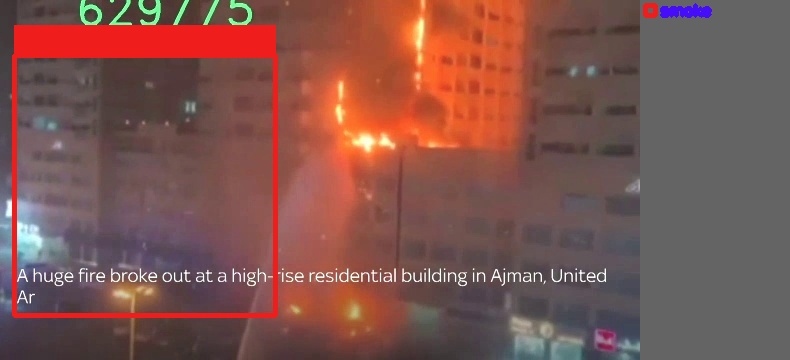 629775
smoke
A huge fire broke out at a high-rise residential building in Ajman, United
Ar